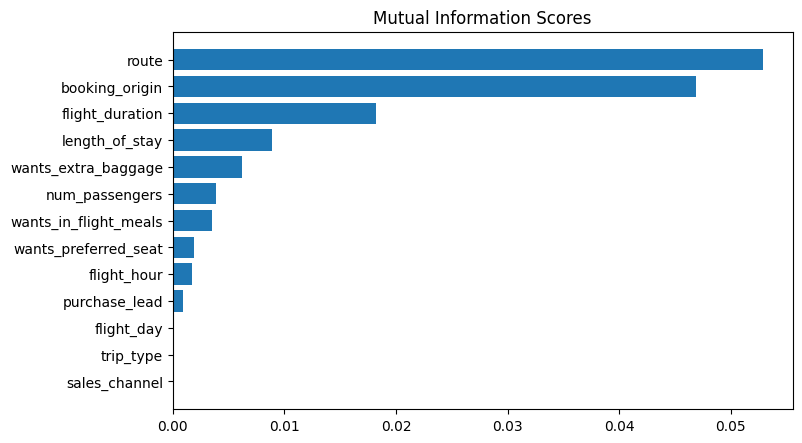 Mutual Information Scores
route
booking_origin
flight_duration
length_of_stay
wants_extra_baggage
num_passengers
wants_in_flight_meals
wants_preferred_seat
flight_hour
purchase_lead
flight_day
trip_type
sales_channel
0.00 0.01 0.02 0.03 0.04 0.05